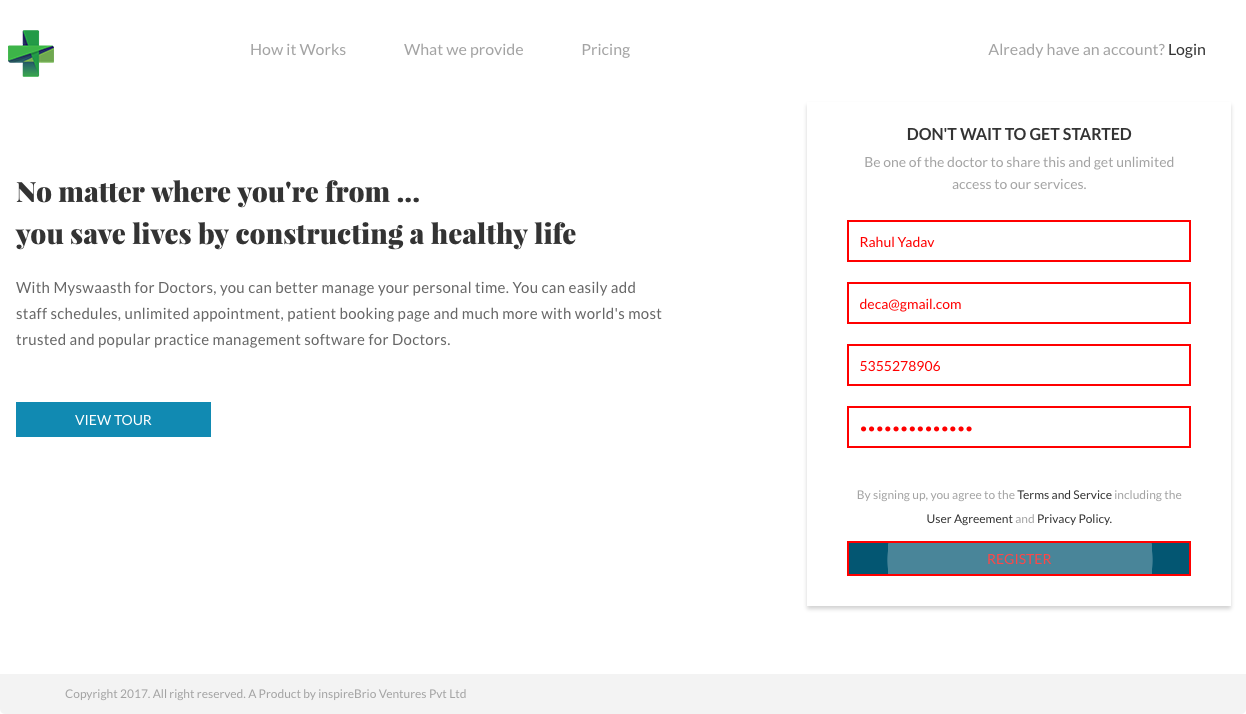 How it Works
What we provide
Pricing
Already have an account? Login
No matter where you're from ...
you save lives by constructing a healthy life
With Myswaasth for Doctors, you can better manage your personal time. You can easily add
staff schedules, unlimited appointment, patient booking page and much more with world's most
trusted and popular practice management software for Doctors.
VIEW TOUR
DON'T WAIT TO GET STARTED
Be one of the doctor to share this and get unlimited
access to our services.
Rahul Yadav
deca@gmail.com
5355278906
••••••••••••••
By signing up, you agree to the Terms and Service including the
User Agreement and Privacy Policy.
REGISTER
Copyright 2017. All right reserved. A Product by inspireBrio Ventures Pvt Ltd